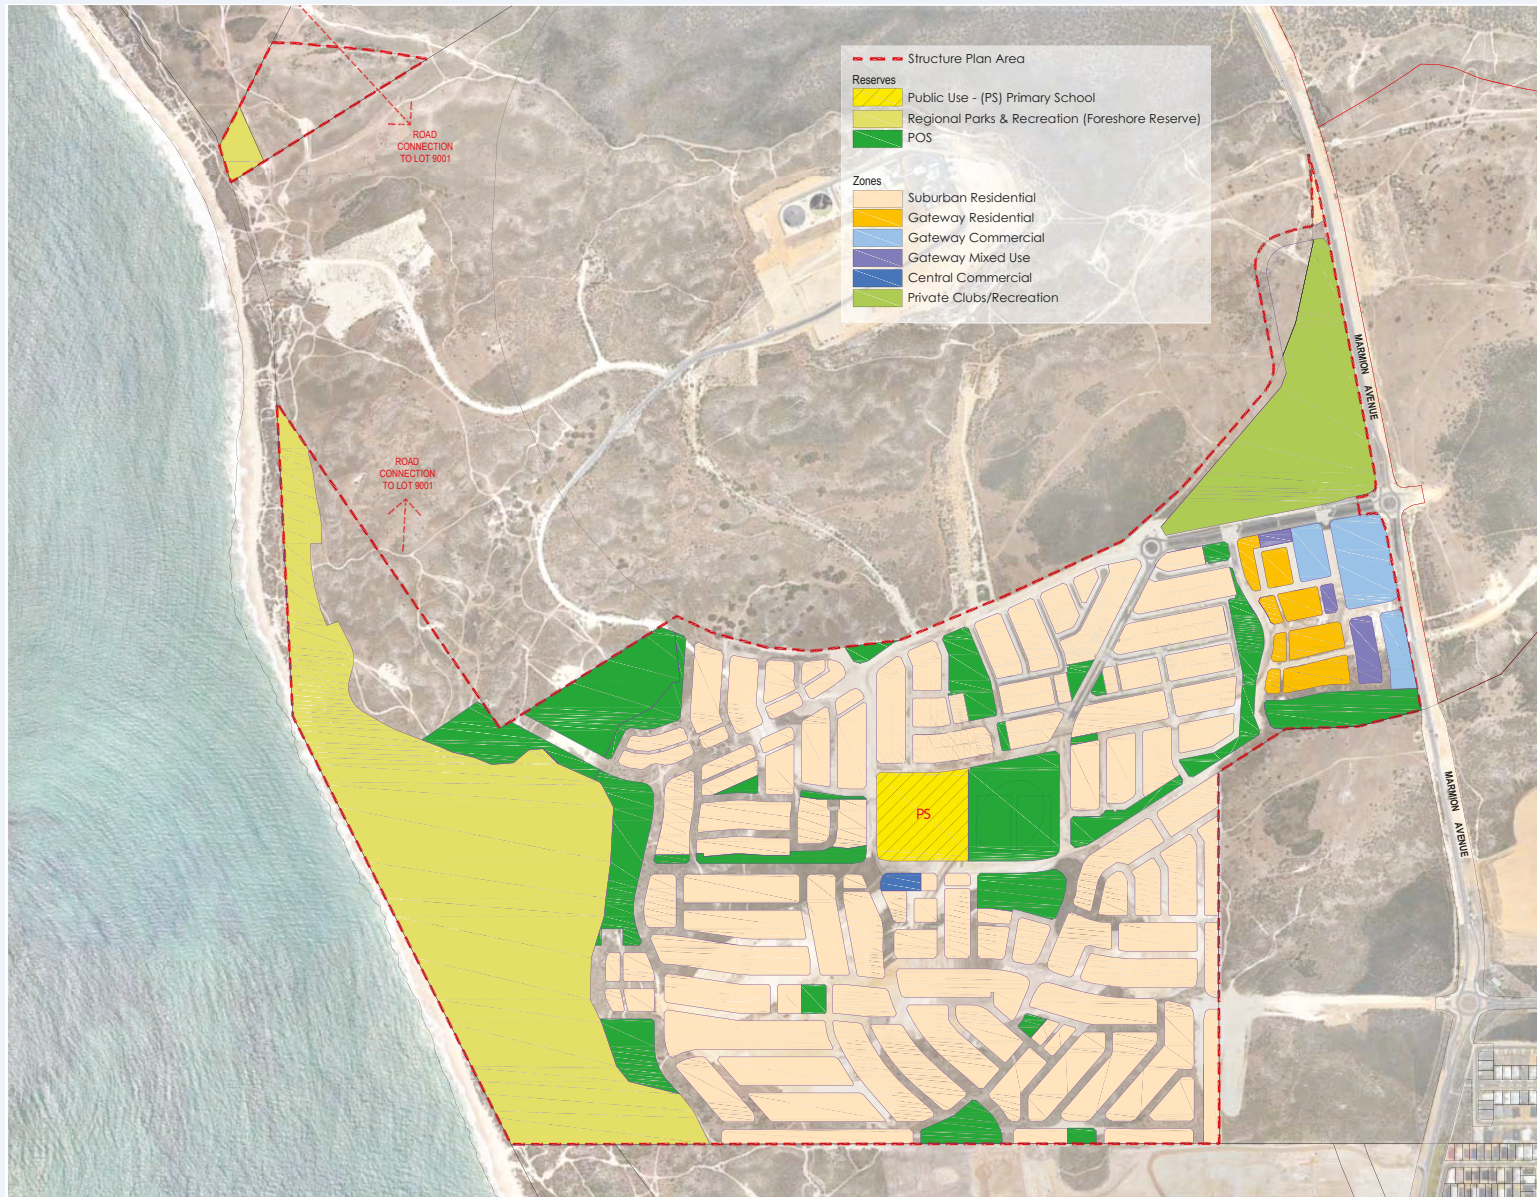 Structure Plan Area
Reserves
Public Use - (PS) Primary School
Regional Parks & Recreation (Foreshore Reserve)
POS
Zones
Suburban Residential
Gateway Residential
Gateway Commercial
Gateway Mixed Use
Central Commercial
Private Clubs/Recreation
ROAD
CONNECTION
TO LOT 9001
ROAD
CONNECTION
TO LOT 9001
MARMION AVENUE
MARMION AVENUE
PS